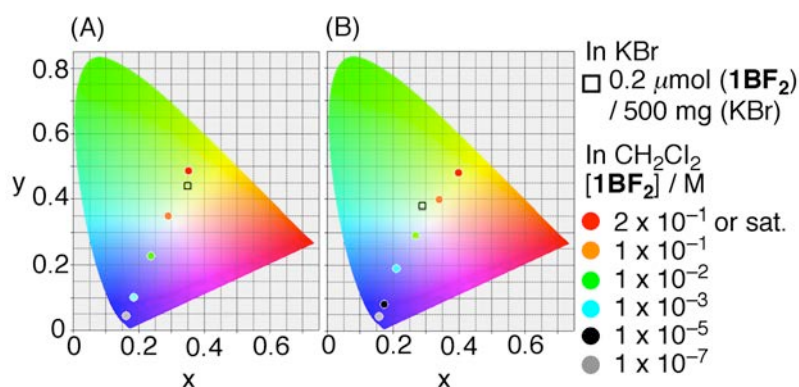 (A)
(B)
0.8
0.6
0.4
0.2
0
y
0 0.2 0.4 0.6
x
0 0.2 0.4 0.6
x
In KBr
0.2 μmol (1BF₂)
/ 500 mg (KBr)
In CH₂Cl₂
[1BF₂] / M
2 x 10⁻¹ or sat.
1 x 10⁻¹
1 x 10⁻²
1 x 10⁻³
1 x 10⁻⁵
1 x 10⁻⁷